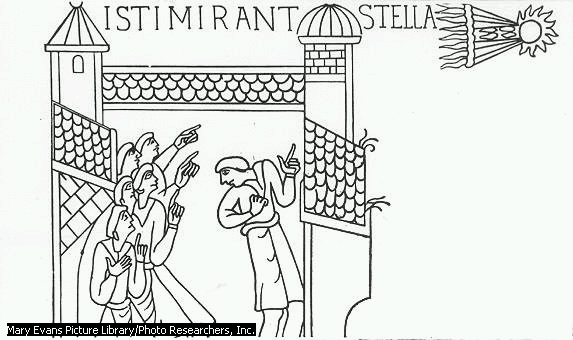 ISTI MIRANT STELLA
Mary Evans Picture Library/Photo Researchers, Inc.